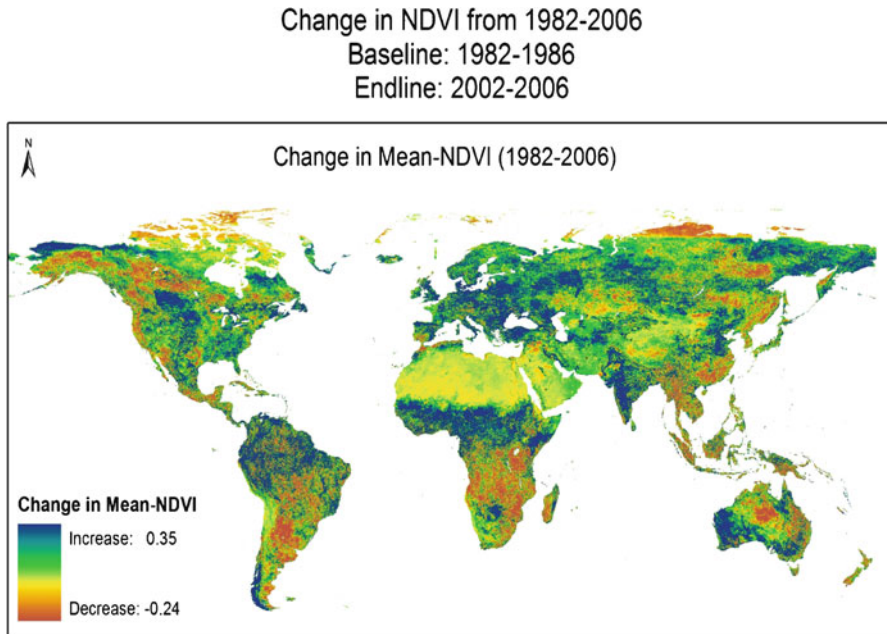 Change in NDVI from 1982-2006
Baseline: 1982-1986
Endline: 2002-2006
N
Change in Mean-NDVI (1982-2006)
Change in Mean-NDVI
Increase: 0.35
Decrease: -0.24